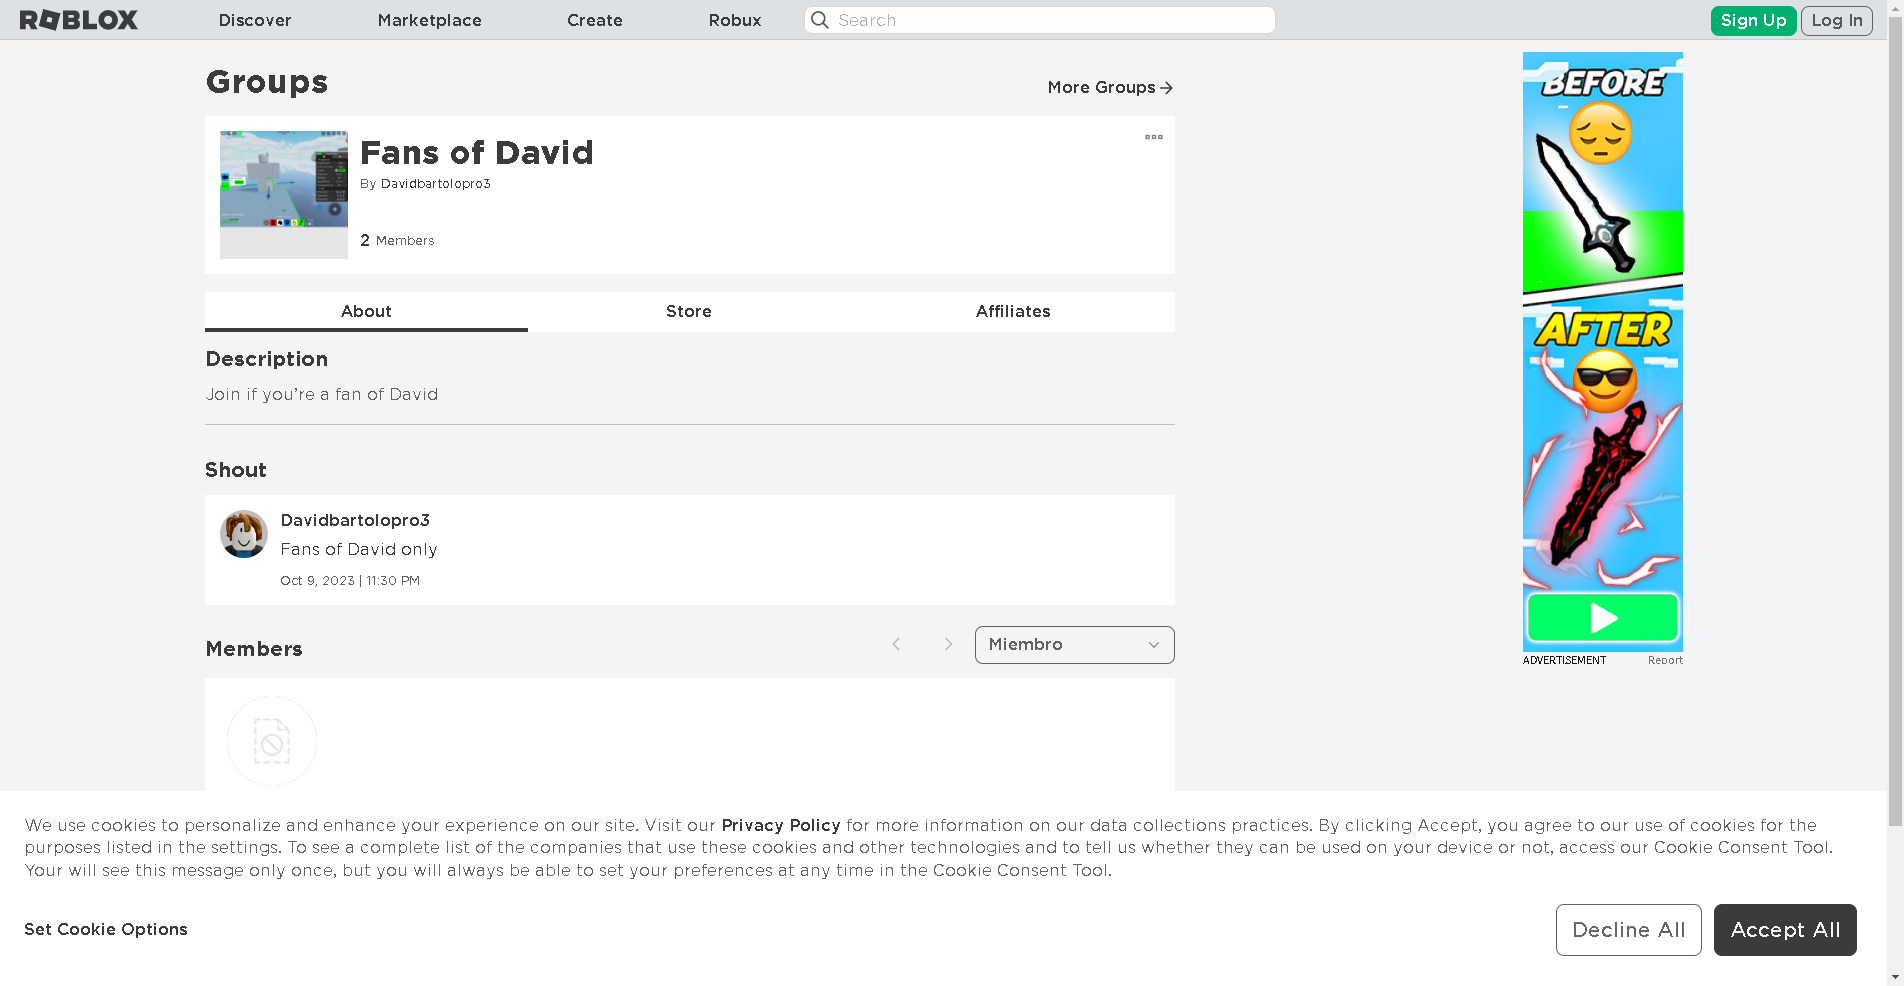 ROBLOX Discover Marketplace Create Robux Search Sign Up Log In
Groups
More Groups
Fans of David
By Davidbartolopro3
2 Members
About Store Affiliates
Description
Join if you're a fan of David
Shout
Davidbartolopro3
Fans of David only
Oct 9, 2023 | 11:30 PM
Members
Miembro
BEFORE
AFTER
ADVERTISEMENT Report
We use cookies to personalize and enhance your experience on our site. Visit our Privacy Policy for more information on our data collections practices. By clicking Accept, you agree to our use of cookies for the
purposes listed in the settings. To see a complete list of the companies that use these cookies and other technologies and to tell us whether they can be used on your device or not, access our Cookie Consent Tool.
Your will see this message only once, but you will always be able to set your preferences at any time in the Cookie Consent Tool.
Set Cookie Options
Decline All
Accept All